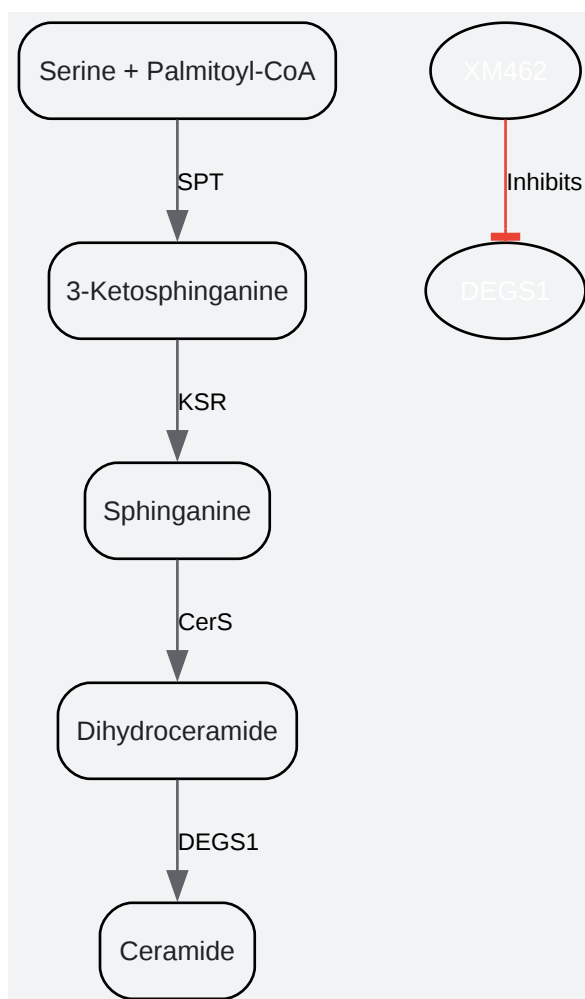 Serine + Palmitoyl-CoA
XM462
SPT
Inhibits
3-Ketosphinganine
DEGS1
KSR
Sphinganine
CerS
Dihydroceramide
DEGS1
Ceramide